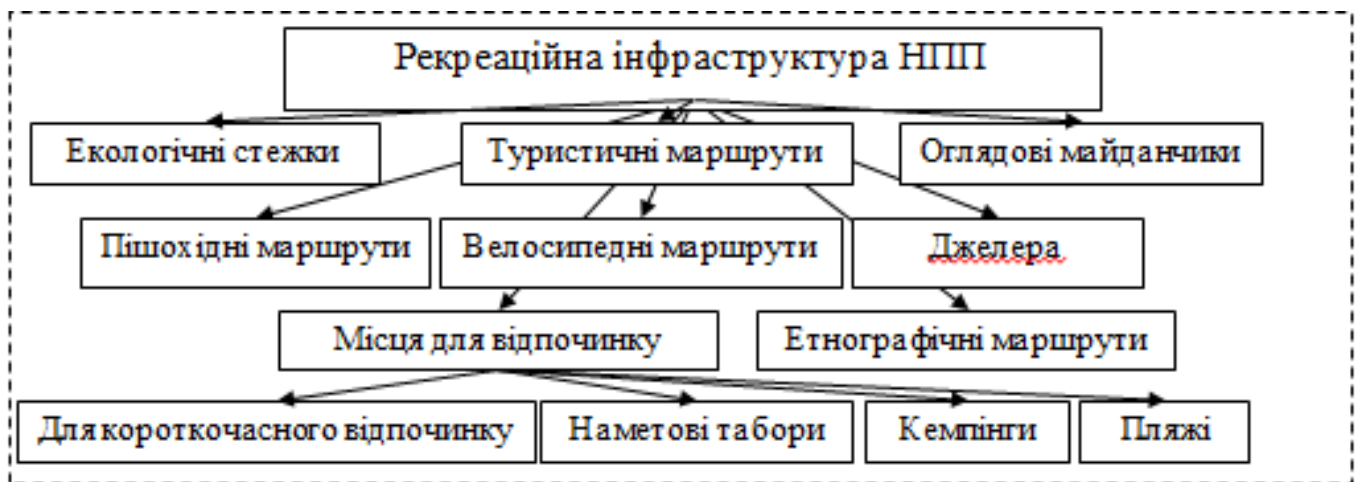 Рекреаційна інфраструктура НПП
Екологічні стежки
Туристичні маршрути
Оглядові майданчики
Пішохідні маршрути
Велосипедні маршрути
Джелера
Місця для відпочинку
Етнографічні маршрути
Для короткочасного відпочинку
Наметові табори
Кемпінги
Пляжі